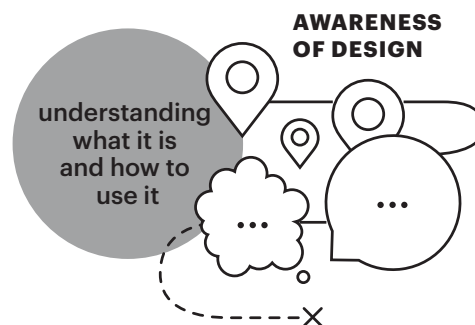 AWARENESS
OF DESIGN
understanding
what it is
and how to
use it